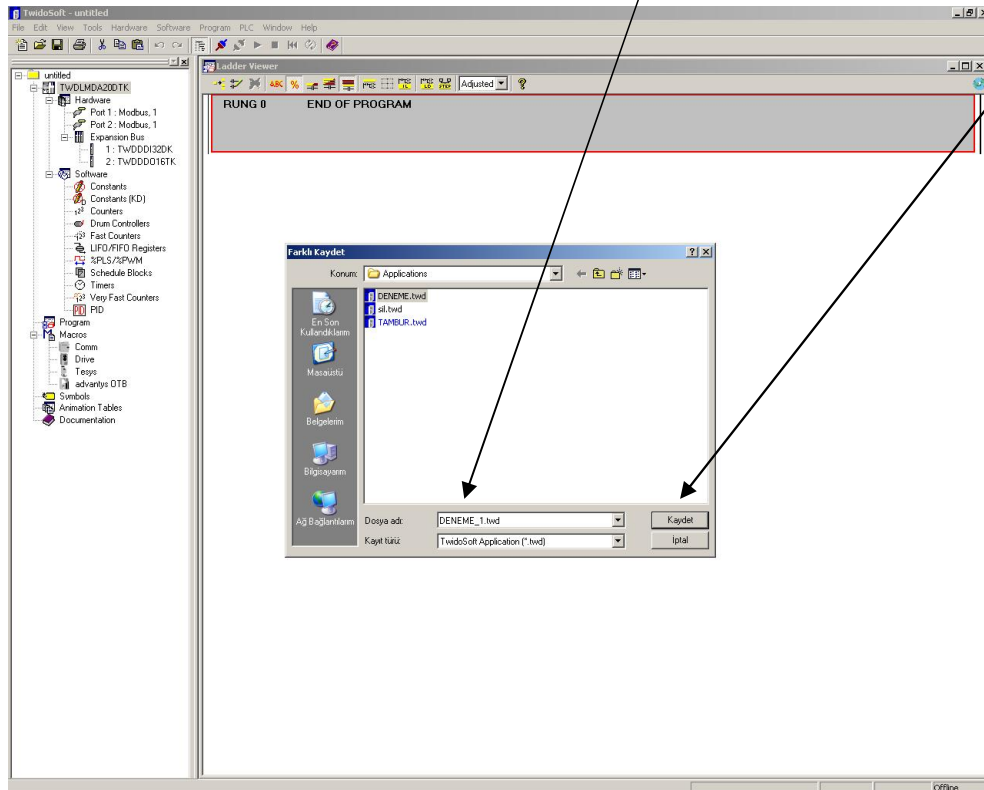 TwidoSoft - untitled
File Edit View Tools Hardware Software Program PLC Window Help
untitled
TWDLMDA20DTK
Hardware
Port 1 : Modbus, 1
Port 2 : Modbus, 1
Expansion Bus
1 : TWDDDI32DK
2 : TWDDDO16TK
Software
Constants
Constants (KD)
Counters
Drum Controllers
Fast Counters
LIFO/FIFO Registers
%PLS/%PWM
Schedule Blocks
Timers
Very Fast Counters
PID
Program
Macros
Comm
Drive
Tesys
advantys OTB
Symbols
Animation Tables
Documentation
Ladder Viewer
ABC % Adjusted
RUNG 0 END OF PROGRAM
Farklı Kaydet
Konum: Applications
En Son Kullandıklarım
Masaüstü
Belgelerim
Bilgisayarım
Ağ Bağlantılarım
DENEME.twd
sil.twd
TAMBUR.twd
Dosya adı: DENEME_1.twd Kaydet
Kayıt türü: TwidoSoft Application (*.twd) İptal
Offline